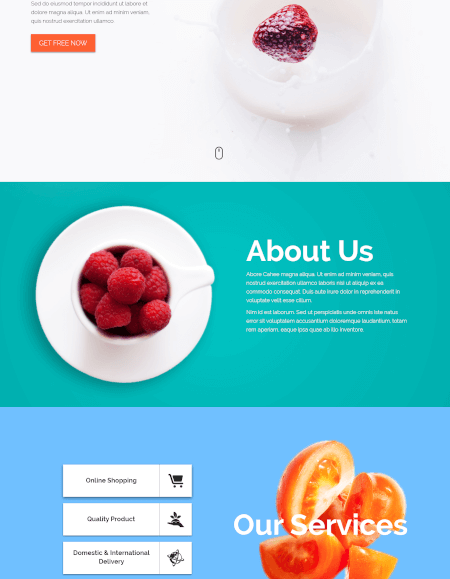 Sed do eiusmod tempor incididunt ut labore et
dolore magna aliqua. Ut enim ad minim veniam,
quis nostrud exercitation ullamco
GET FREE NOW
About Us
Abore Cahee magna aliqua. Ut enim ad minim veniam, quis
nostrud exercitation ullamco laboris nisi ut aliquip ex ea
commodo consequat. Duis aute irure dolor in reprehenderit in
voluptate velit esse cillum.
Nim id est laborum. Sed ut perspiciatis unde omnis iste natus
error sit voluptatem accusantium doloremque laudantium, totam
rem aperiam, eaque ipsa quae ab illo inventore.
Online Shopping
Quality Product
Our Services
Domestic & International
Delivery